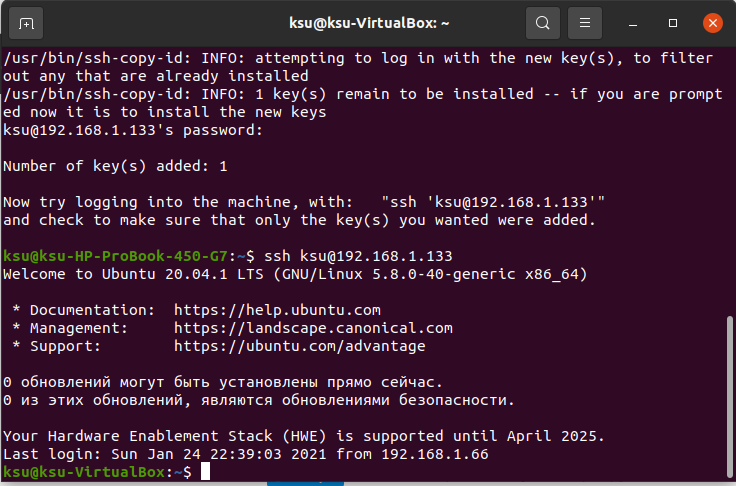 ksu@ksu-VirtualBox: ~
/usr/bin/ssh-copy-id: INFO: attempting to log in with the new key(s), to filter
out any that are already installed
/usr/bin/ssh-copy-id: INFO: 1 key(s) remain to be installed -- if you are prompt
ed now it is to install the new keys
ksu@192.168.1.133's password:
Number of key(s) added: 1
Now try logging into the machine, with:   "ssh 'ksu@192.168.1.133'"
and check to make sure that only the key(s) you wanted were added.
ksu@ksu-HP-ProBook-450-G7:~$ ssh ksu@192.168.1.133
Welcome to Ubuntu 20.04.1 LTS (GNU/Linux 5.8.0-40-generic x86_64)
 * Documentation:  https://help.ubuntu.com
 * Management:     https://landscape.canonical.com
 * Support:        https://ubuntu.com/advantage
0 обновлений могут быть установлены прямо сейчас.
0 из этих обновлений, являются обновлениями безопасности.
Your Hardware Enablement Stack (HWE) is supported until April 2025.
Last login: Sun Jan 24 22:39:03 2021 from 192.168.1.66
ksu@ksu-VirtualBox:~$